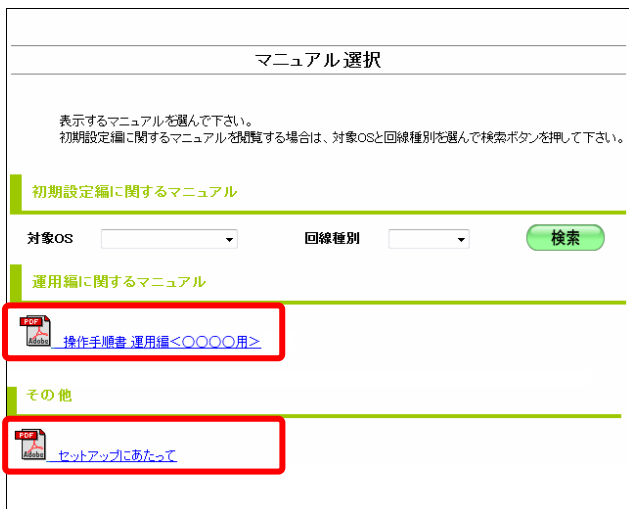 マニュアル選択
表示するマニュアルを選んで下さい。
初期設定編に関するマニュアルを閲覧する場合は、対象OSと回線種別を選んで検索ボタンを押して下さい。
初期設定編に関するマニュアル
対象OS 回線種別 検索
運用編に関するマニュアル
PDF Adobe 操作手順書 運用編<〇〇〇〇用>
その他
PDF Adobe セットアップにあたって